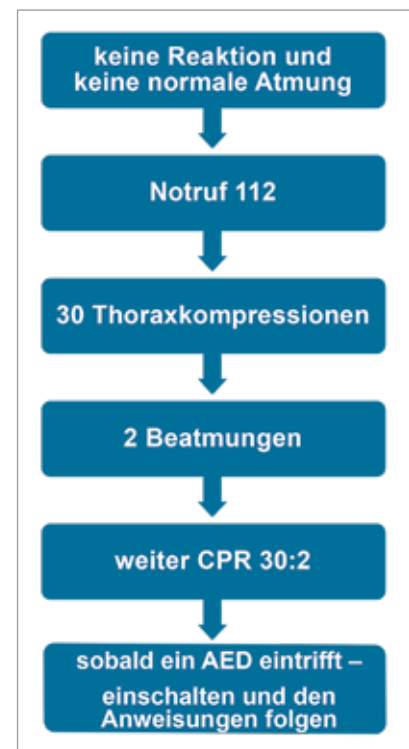 keine Reaktion und
keine normale Atmung
Notruf 112
30 Thoraxkompressionen
2 Beatmungen
weiter CPR 30:2
sobald ein AED eintrifft –
einschalten und den
Anweisungen folgen